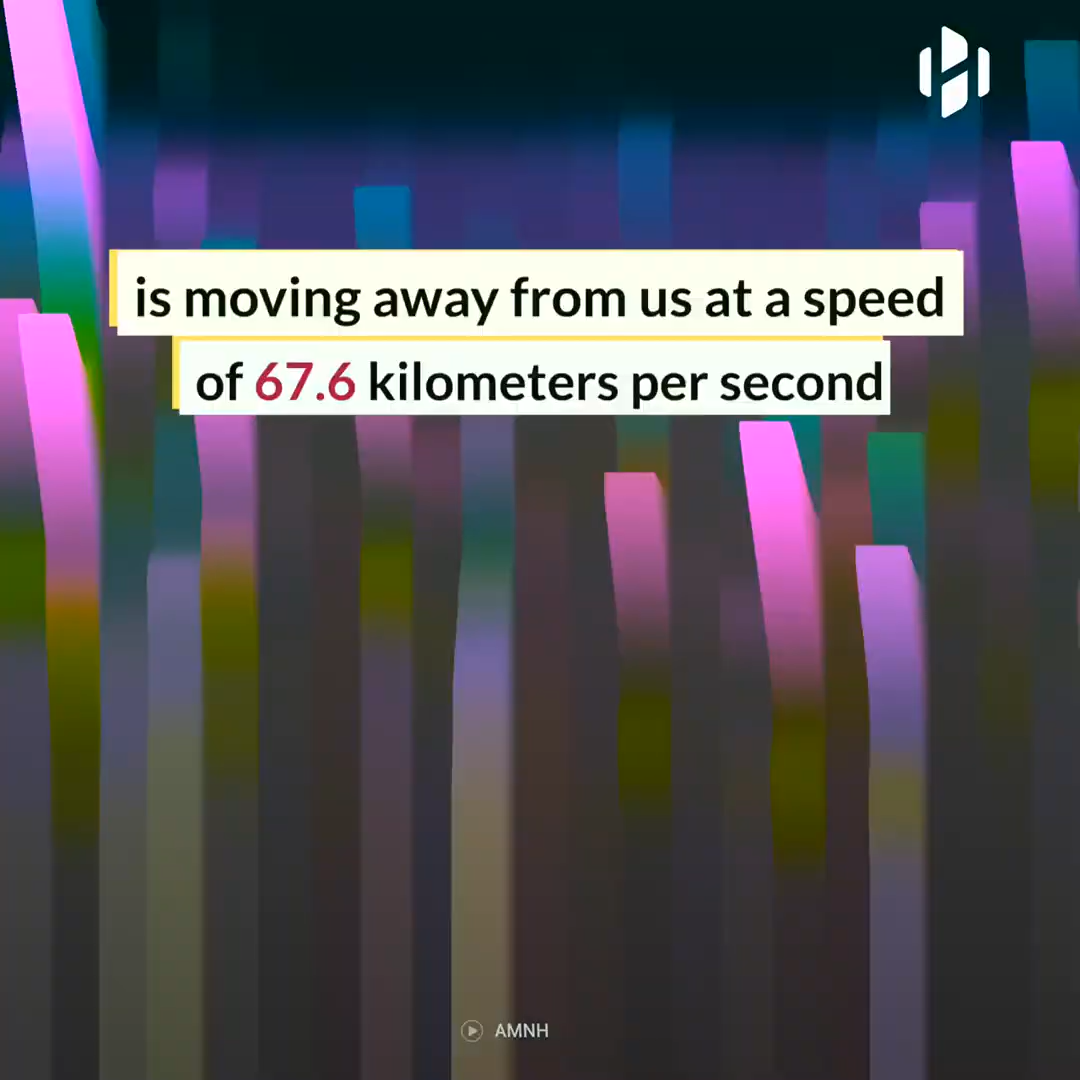 is moving away from us at a speed
of 67.6 kilometers per second
AMNH